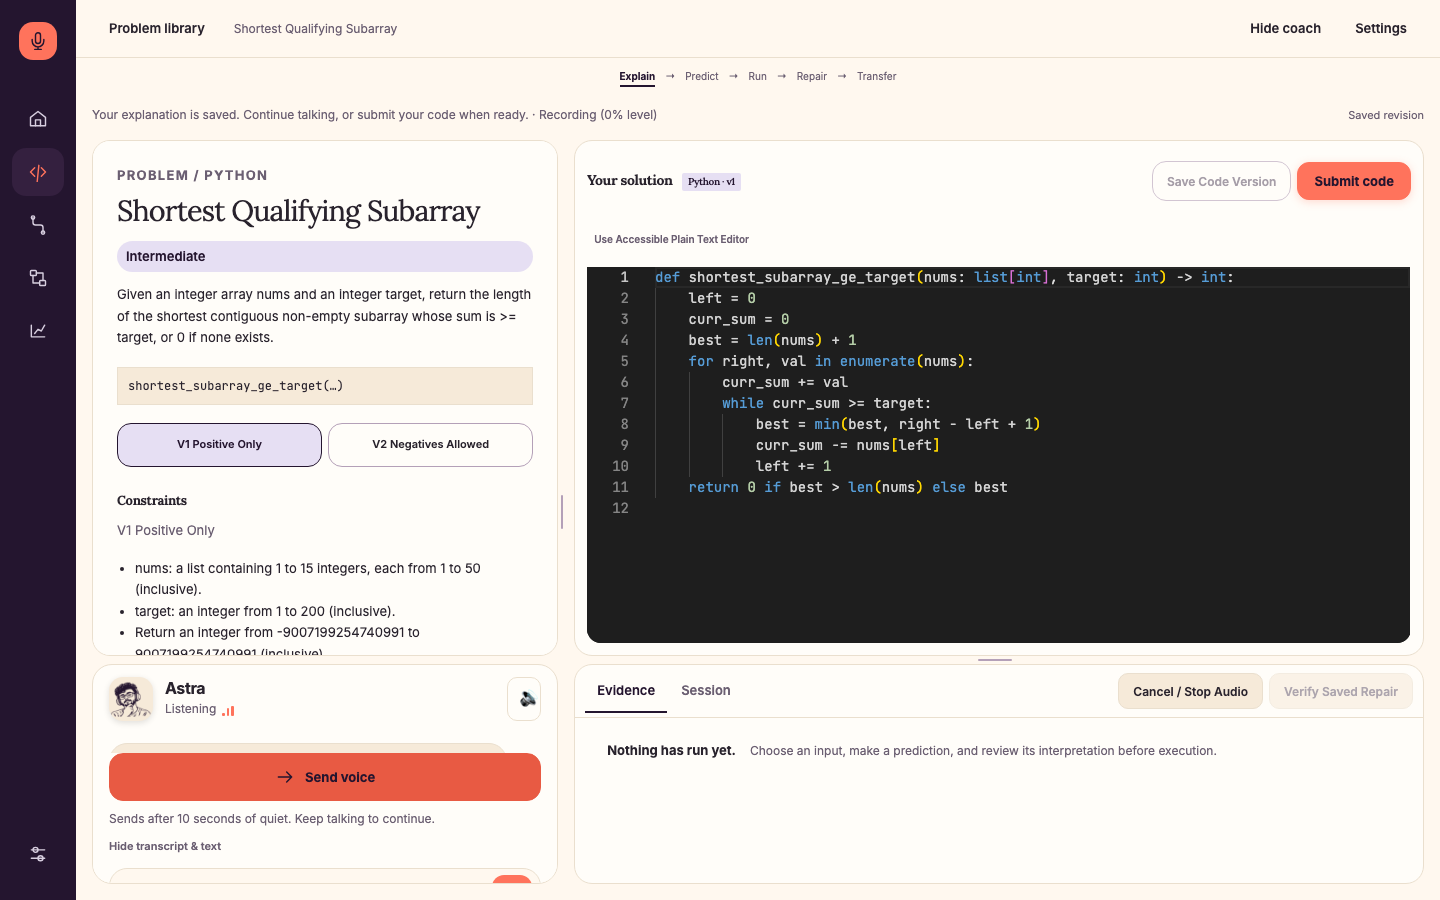 Problem library
Shortest Qualifying Subarray
Hide coach
Settings
Explain → Predict → Run → Repair → Transfer
Your explanation is saved. Continue talking, or submit your code when ready. · Recording (0% level)
Saved revision
PROBLEM / PYTHON
Shortest Qualifying Subarray
Intermediate
Given an integer array nums and an integer target, return the length
of the shortest contiguous non-empty subarray whose sum is >=
target, or 0 if none exists.
shortest_subarray_ge_target(…)
V1 Positive Only
V2 Negatives Allowed
Constraints
V1 Positive Only
• nums: a list containing 1 to 15 integers, each from 1 to 50
(inclusive).
• target: an integer from 1 to 200 (inclusive).
• Return an integer from -9007199254740991 to
9007199254740991 (inclusive)
Your solution
Python · v1
Save Code Version
Submit code
Use Accessible Plain Text Editor
1 def shortest_subarray_ge_target(nums: list[int], target: int) -> int:
2     left = 0
3     curr_sum = 0
4     best = len(nums) + 1
5     for right, val in enumerate(nums):
6         curr_sum += val
7         while curr_sum >= target:
8             best = min(best, right - left + 1)
9             curr_sum -= nums[left]
10             left += 1
11     return 0 if best > len(nums) else best
12
Astra
Listening
→ Send voice
Sends after 10 seconds of quiet. Keep talking to continue.
Hide transcript & text
Evidence
Session
Cancel / Stop Audio
Verify Saved Repair
Nothing has run yet. Choose an input, make a prediction, and review its interpretation before execution.